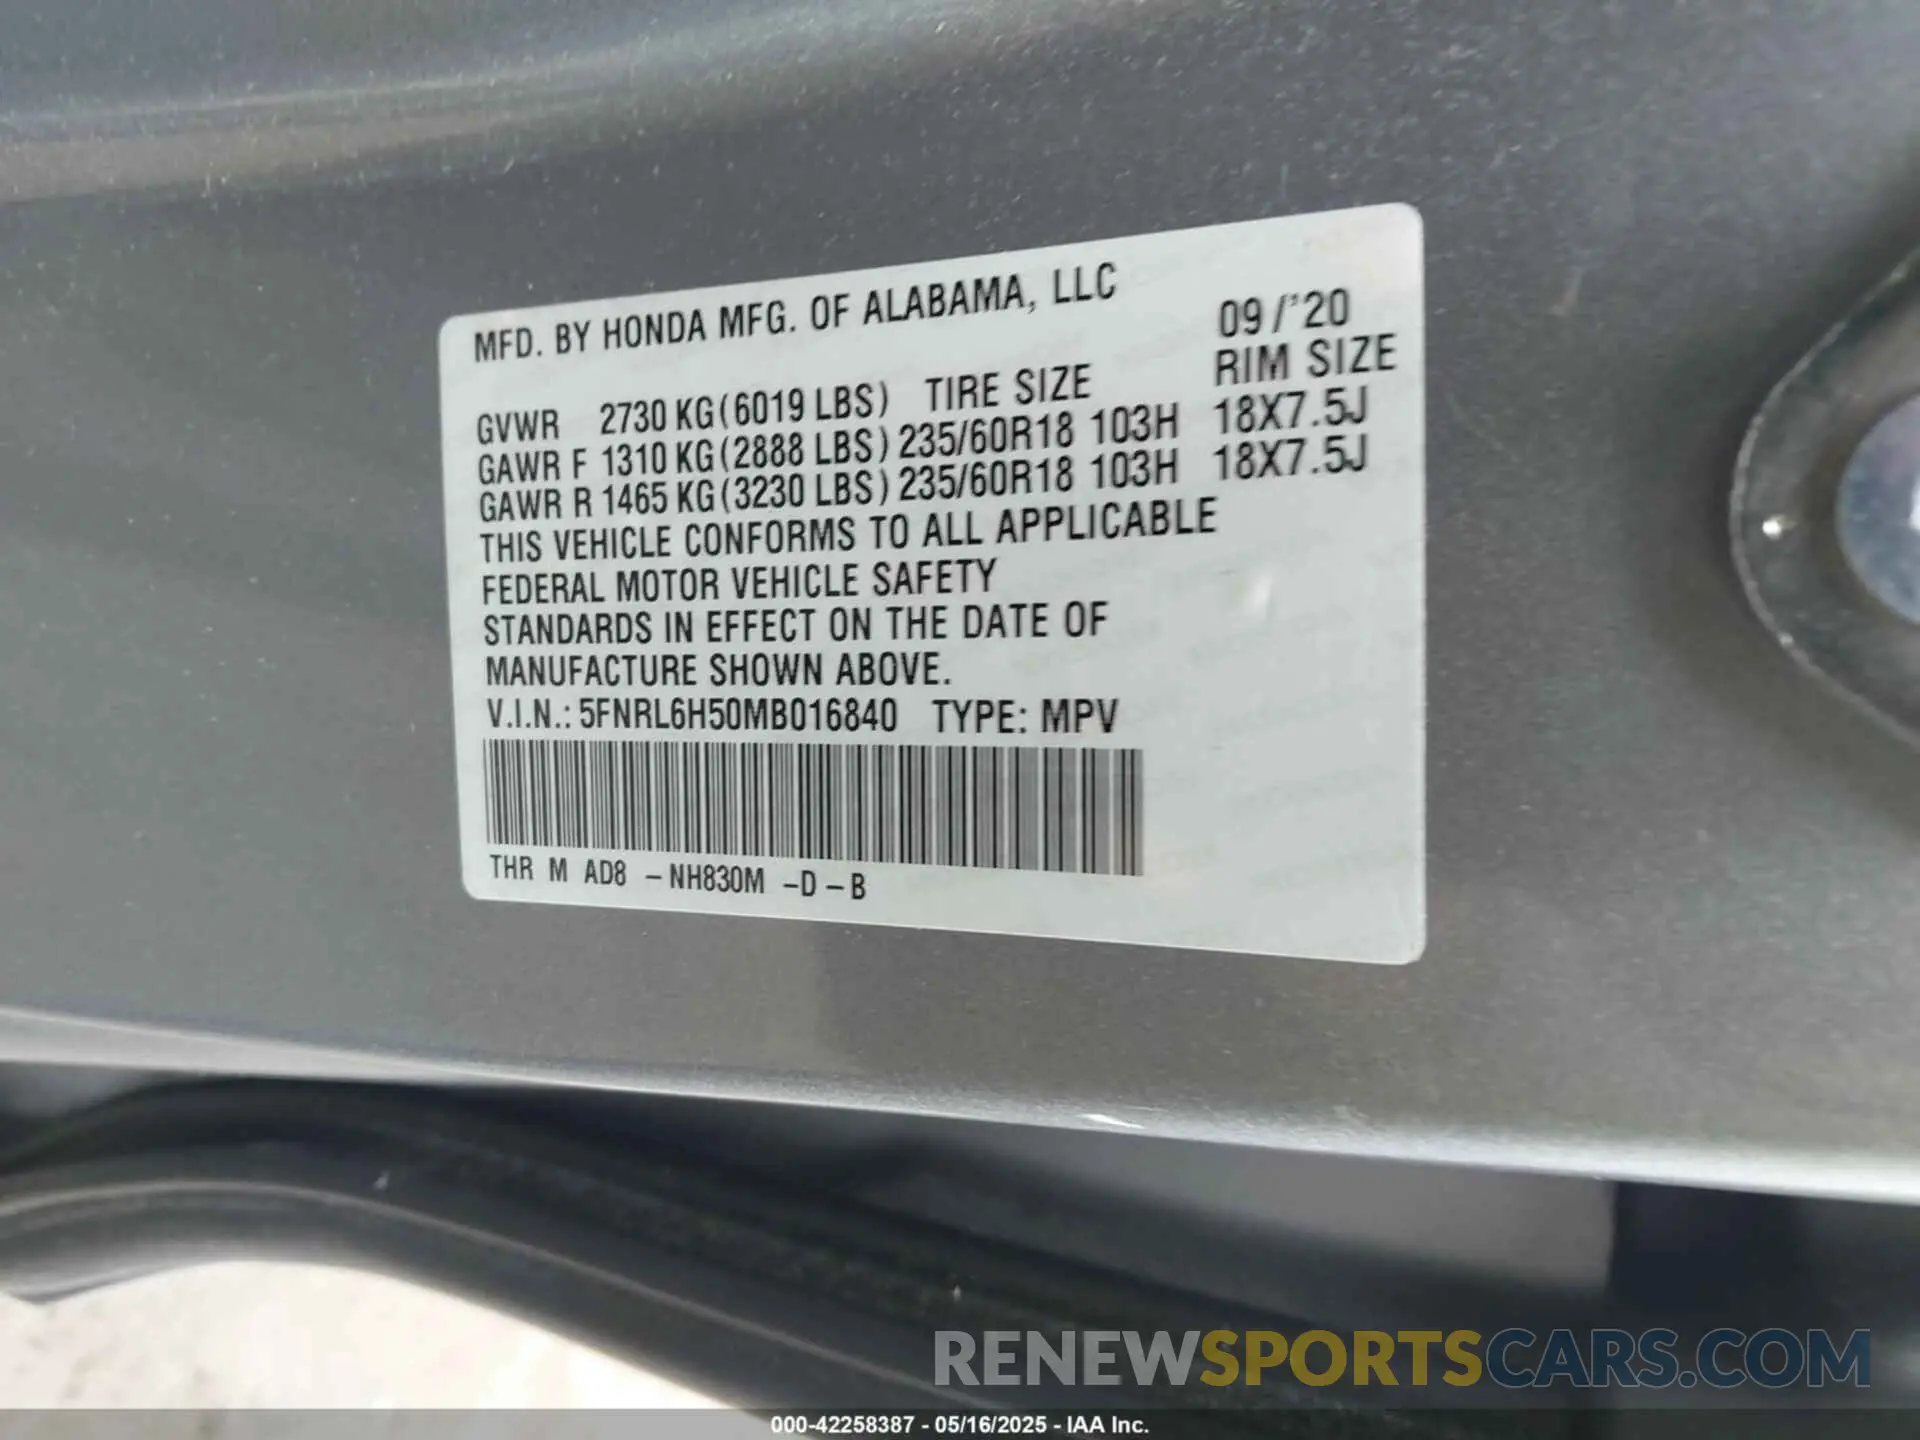 MFD. BY HONDA MFG. OF ALABAMA, LLC 09/'20
TIRE SIZE RIM SIZE
GVWR 2730 KG (6019 LBS)
GAWR F 1310 KG (2888 LBS) 235/60R18 103H 18X7.5J
GAWR R 1465 KG (3230 LBS) 235/60R18 103H 18X7.5J
THIS VEHICLE CONFORMS TO ALL APPLICABLE
FEDERAL MOTOR VEHICLE SAFETY
STANDARDS IN EFFECT ON THE DATE OF
MANUFACTURE SHOWN ABOVE.
V.I.N.: 5FNRL6H50MB016840 TYPE: MPV
THR M AD8 -NH830M -D-B
RENEWSPORTSCARS.COM
000-42258387 - 05/16/2025 - IAA Inc.